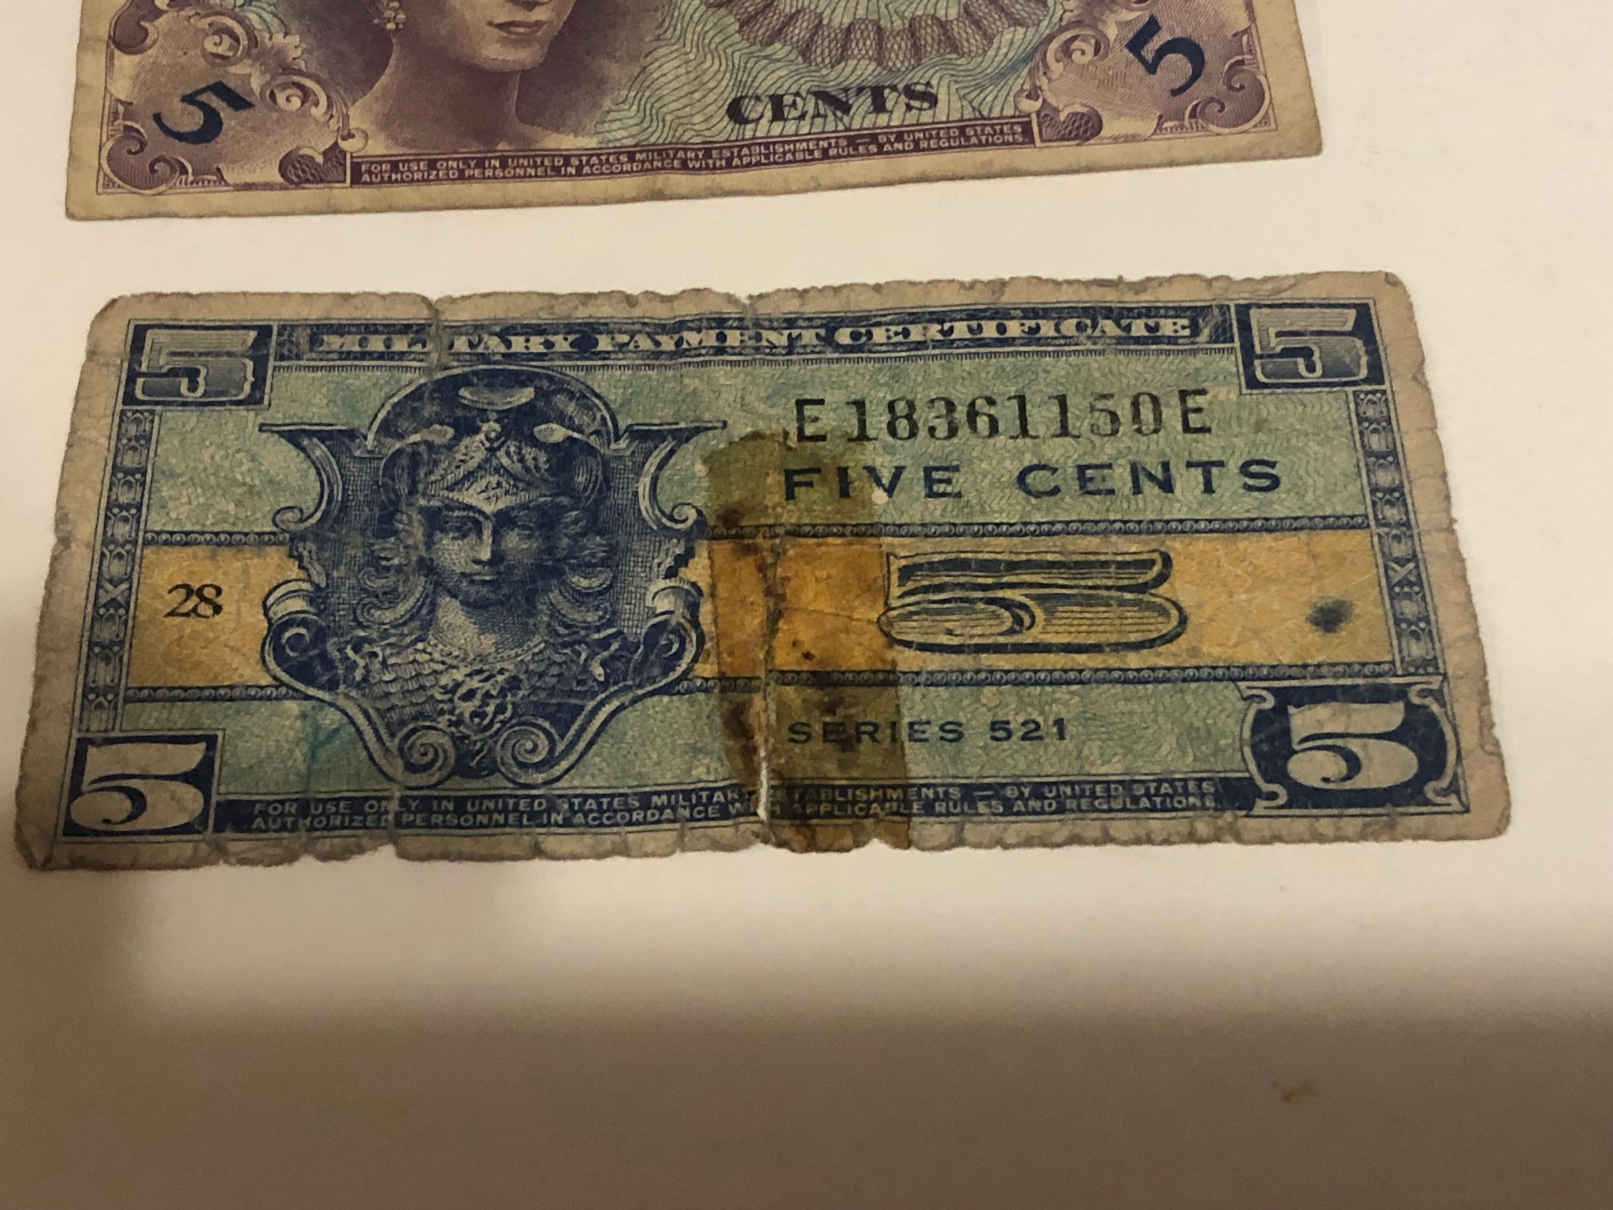 5
5
CENTS
FOR USE ONLY IN UNITED STATES MILITARY ESTABLISHMENTS — BY UNITED STATES
AUTHORIZED PERSONNEL IN ACCORDANCE WITH APPLICABLE RULES AND REGULATIONS.
5 MILITARY PAYMENT CERTIFICATE 5
E18361150E
FIVE CENTS
28
5
SERIES 521
5
5
FOR USE ONLY IN UNITED STATES MILITARY ESTABLISHMENTS — BY UNITED STATES
AUTHORIZED PERSONNEL IN ACCORDANCE WITH APPLICABLE RULES AND REGULATIONS.